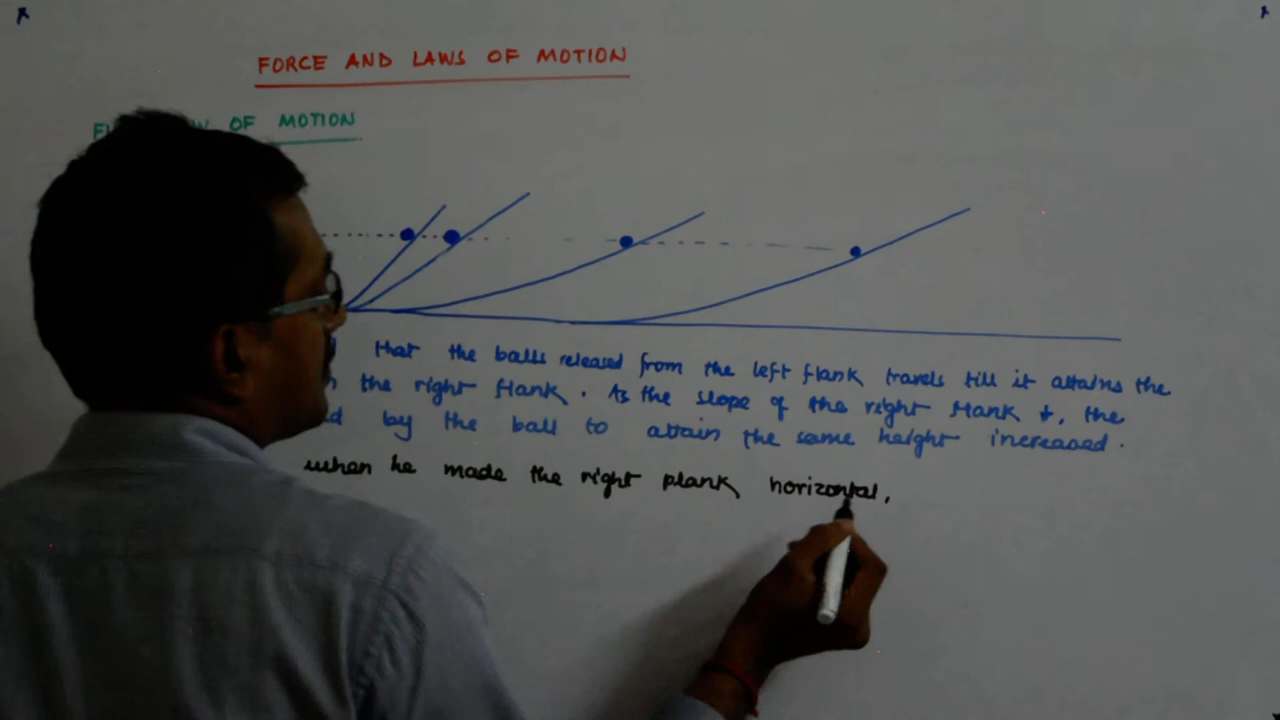 FORCE AND LAWS OF MOTION
OF MOTION
that the balls released from the left flank travels till it attains the
the right flank. As the slope of the right flank ↓, the
by the ball to attain the same height increased.
when he made the right plank horizontal,